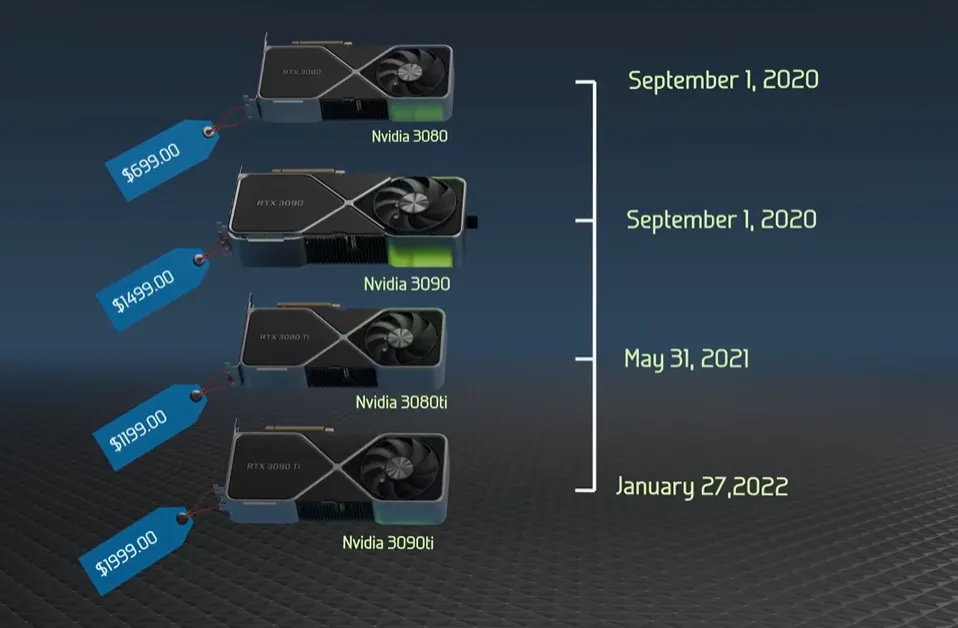 RTX 3080
September 1, 2020
Nvidia 3080
$699.00
RTX 3090
September 1, 2020
Nvidia 3090
$1499.00
RTX 3080 Ti
May 31, 2021
Nvidia 3080ti
$1199.00
RTX 3090 Ti
January 27,2022
Nvidia 3090ti
$1999.00